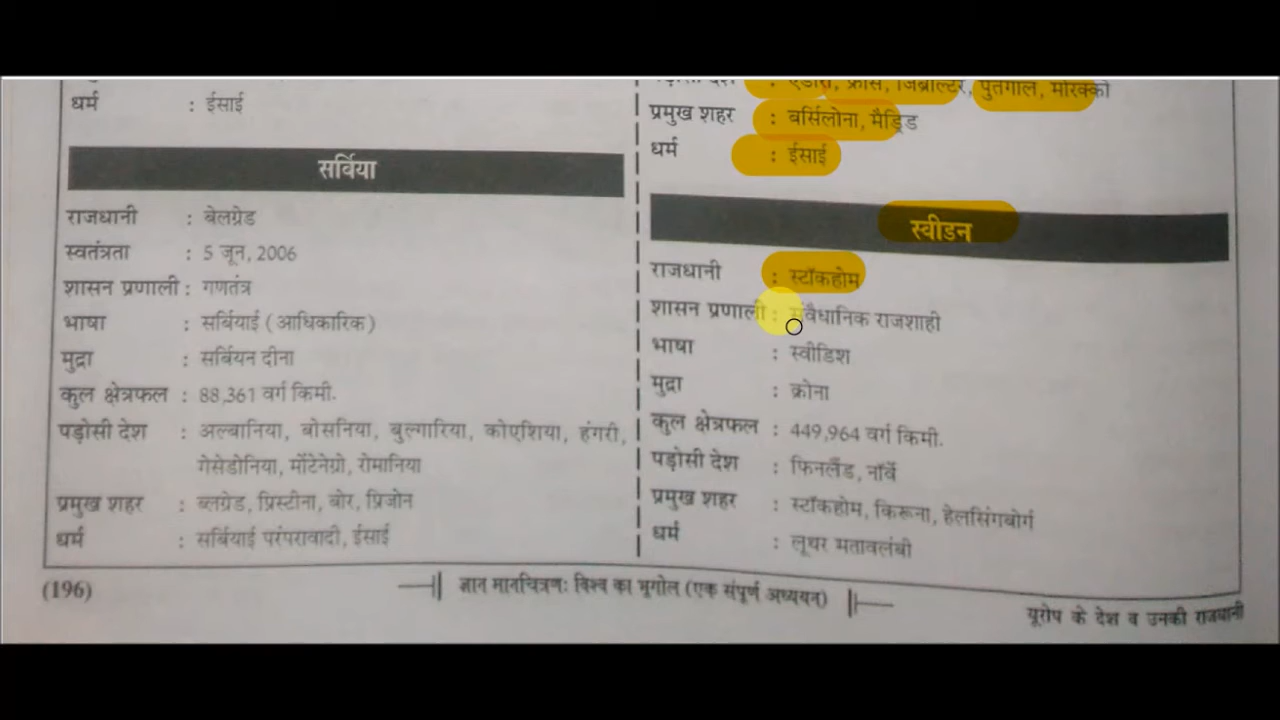 धर्म : ईसाई
सर्विया
राजधानी : बेलग्रेड
स्वतंत्रता : 5 जून, 2006
शासन प्रणाली : गणतंत्र
भाषा : सर्बियाई (आधिकारिक)
मुद्रा : सर्बियन दीना
कुल क्षेत्रफल : 88,361 वर्ग किमी.
पड़ोसी देश : अल्बानिया, बोसनिया, बुल्गारिया, कोएशिया, हंगरी,
गेसेडोनिया, मोंटेनेग्रो, रोमानिया
प्रमुख शहर : ब्लग्रेड, प्रिस्टीना, बोर, प्रिजोन
धर्म : सर्बियाई परंपरावादी, ईसाई
(196)
पड़ोसी देश : एंडोरा, फ्रांस, जिब्राल्टर, पुर्तगाल, मोरक्को
प्रमुख शहर : बर्सिलोना, मैड्रिड
धर्म : ईसाई
स्वीडन
राजधानी : स्टॉकहोम
शासन प्रणाली : संवैधानिक राजशाही
भाषा : स्वीडिश
मुद्रा : क्रोना
कुल क्षेत्रफल : 449,964 वर्ग किमी.
पड़ोसी देश : फिनलैंड, नॉर्वे
प्रमुख शहर : स्टॉकहोम, किरूना, हेलसिंगबोर्ग
धर्म : लूथर मतावलंबी
ज्ञान मानचित्रण: विश्व का भूगोल (एक संपूर्ण अध्ययन)
यूरोप के देश व उनकी राजधानी